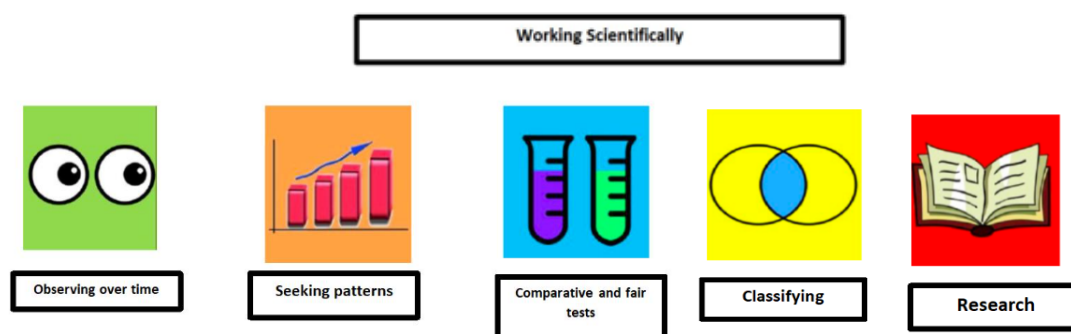 Working Scientifically
Observing over time
Seeking patterns
Comparative and fair
tests
Classifying
Research